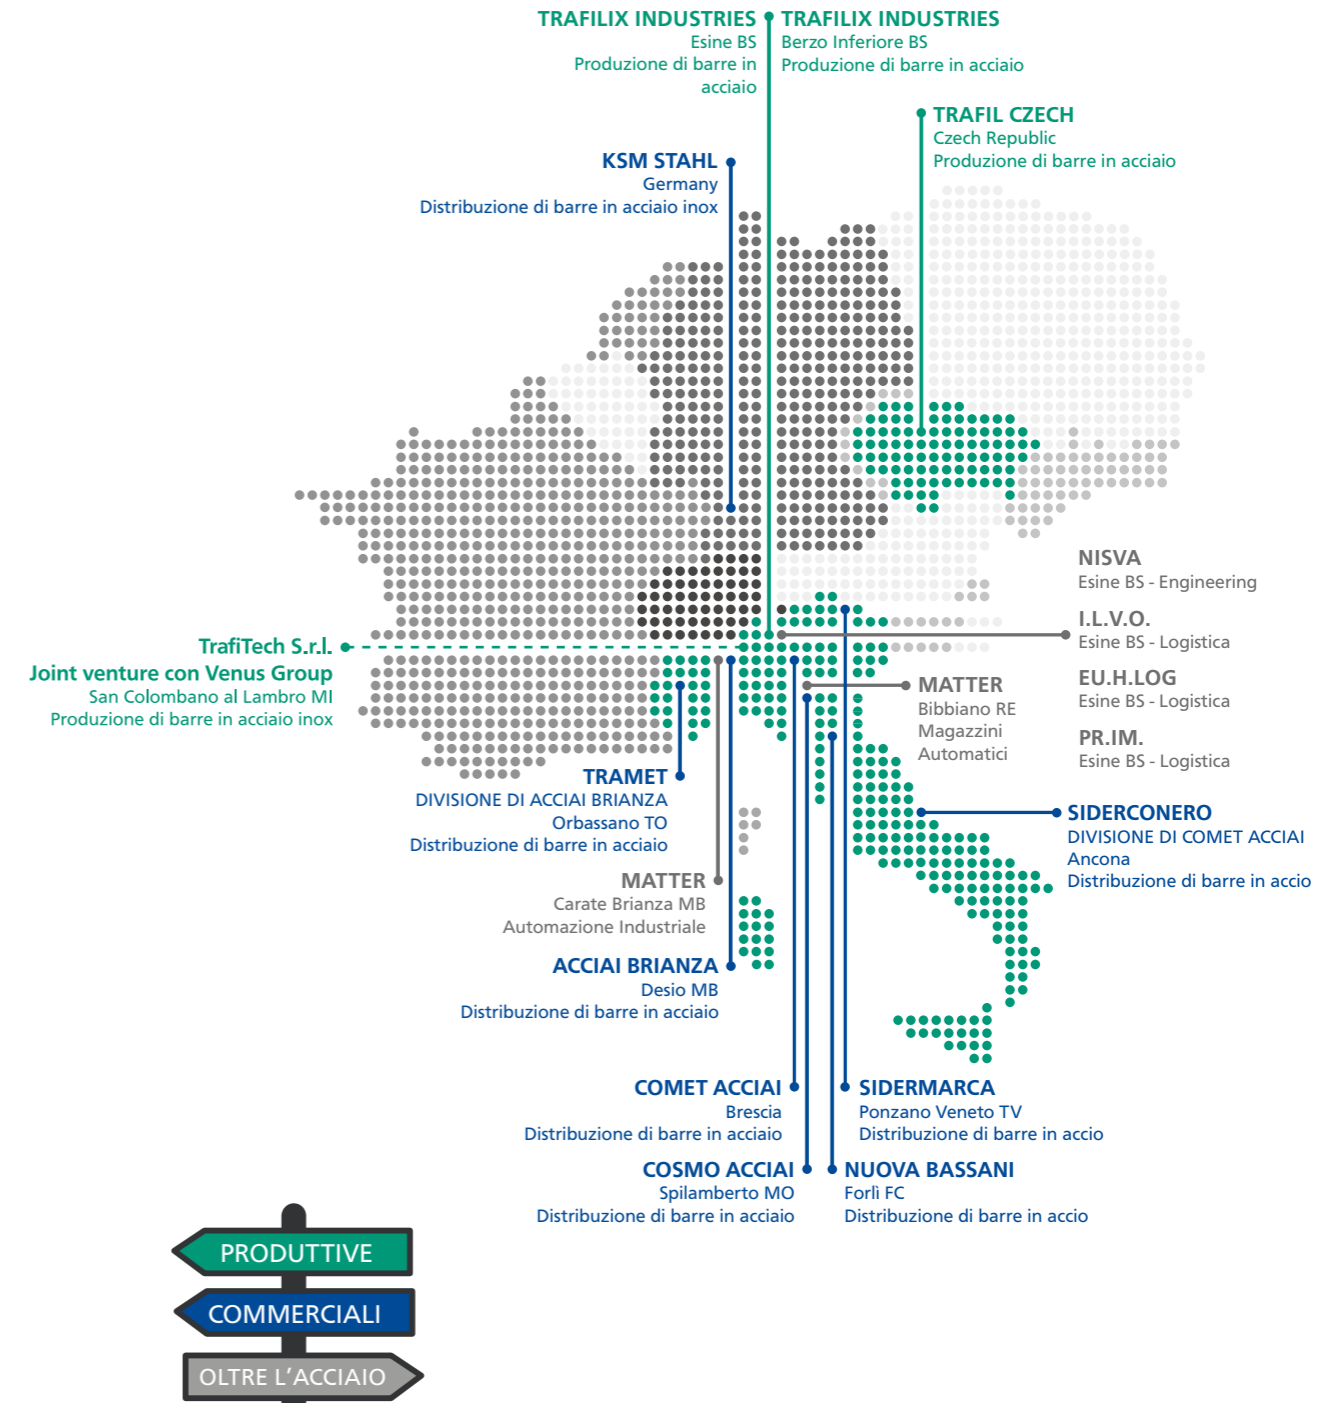 TRAFILIX INDUSTRIES
Esine BS
Produzione di barre in
acciaio
TRAFILIX INDUSTRIES
Berzo Inferiore BS
Produzione di barre in acciaio
TRAFIL CZECH
Czech Republic
Produzione di barre in acciaio
KSM STAHL
Germany
Distribuzione di barre in acciaio inox
NISVA
Esine BS - Engineering
I.L.V.O.
Esine BS - Logistica
EU.H.LOG
Esine BS - Logistica
PR.IM.
Esine BS - Logistica
TrafiTech S.r.l.
Joint venture con Venus Group
San Colombano al Lambro MI
Produzione di barre in acciaio inox
MATTER
Bibbiano RE
Magazzini
Automatici
TRAMET
DIVISIONE DI ACCIAI BRIANZA
Orbassano TO
Distribuzione di barre in acciaio
SIDERCONERO
DIVISIONE DI COMET ACCIAI
Ancona
Distribuzione di barre in accio
MATTER
Carate Brianza MB
Automazione Industriale
ACCIAI BRIANZA
Desio MB
Distribuzione di barre in acciaio
COMET ACCIAI
Brescia
Distribuzione di barre in acciaio
SIDERMARCA
Ponzano Veneto TV
Distribuzione di barre in accio
COSMO ACCIAI
Spilamberto MO
Distribuzione di barre in acciaio
NUOVA BASSANI
Forlì FC
Distribuzione di barre in accio
PRODUTTIVE
COMMERCIALI
OLTRE L'ACCIAIO